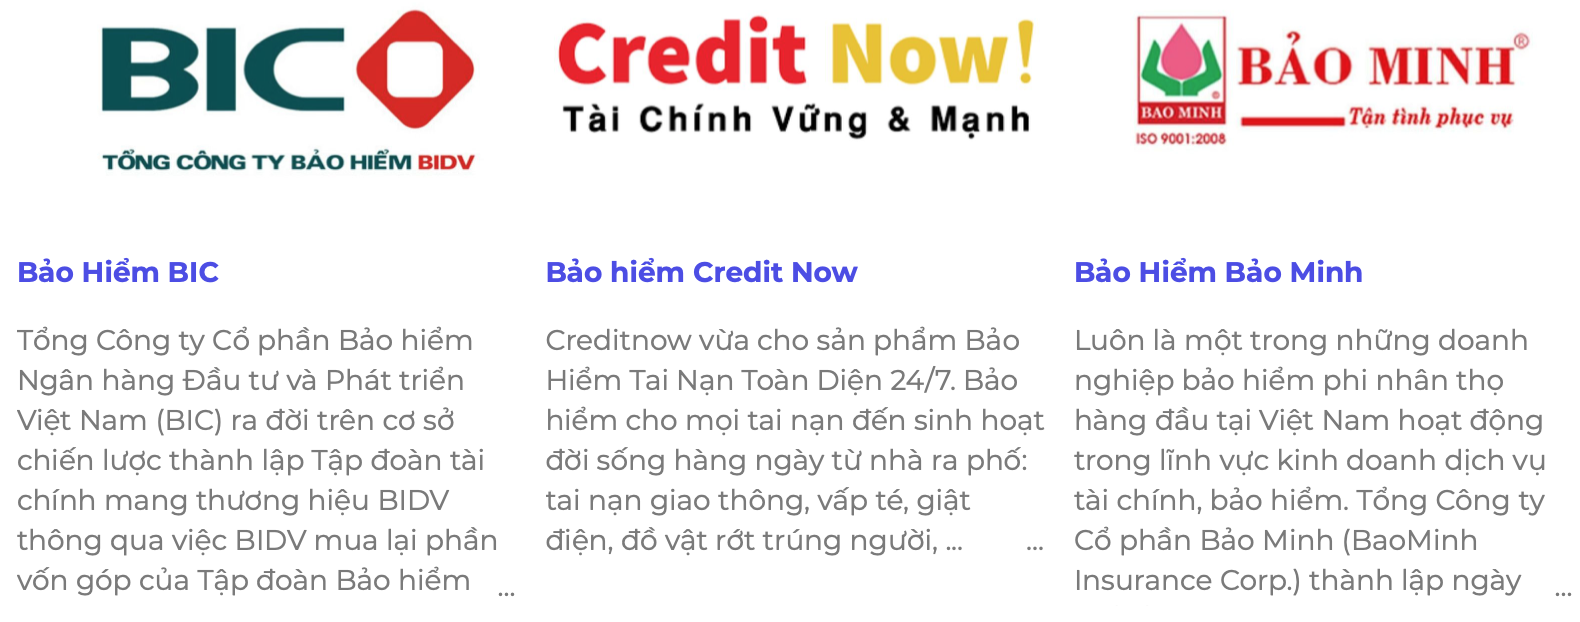 BIC
TỔNG CÔNG TY BẢO HIỂM BIDV
Credit Now!
Tài Chính Vững & Mạnh
BẢO MINH®
BAO MINH
®
Tận tình phục vụ
ISO 9001:2008
Bảo Hiểm BIC
Tổng Công ty Cổ phần Bảo hiểm
Ngân hàng Đầu tư và Phát triển
Việt Nam (BIC) ra đời trên cơ sở
chiến lược thành lập Tập đoàn tài
chính mang thương hiệu BIDV
thông qua việc BIDV mua lại phần
vốn góp của Tập đoàn Bảo hiểm ...
Bảo hiểm Credit Now
Creditnow vừa cho sản phẩm Bảo
Hiểm Tai Nạn Toàn Diện 24/7. Bảo
hiểm cho mọi tai nạn đến sinh hoạt
đời sống hàng ngày từ nhà ra phố:
tai nạn giao thông, vấp té, giật
điện, đồ vật rớt trúng người, ... ...
Bảo Hiểm Bảo Minh
Luôn là một trong những doanh
nghiệp bảo hiểm phi nhân thọ
hàng đầu tại Việt Nam hoạt động
trong lĩnh vực kinh doanh dịch vụ
tài chính, bảo hiểm. Tổng Công ty
Cổ phần Bảo Minh (BaoMinh
Insurance Corp.) thành lập ngày ...